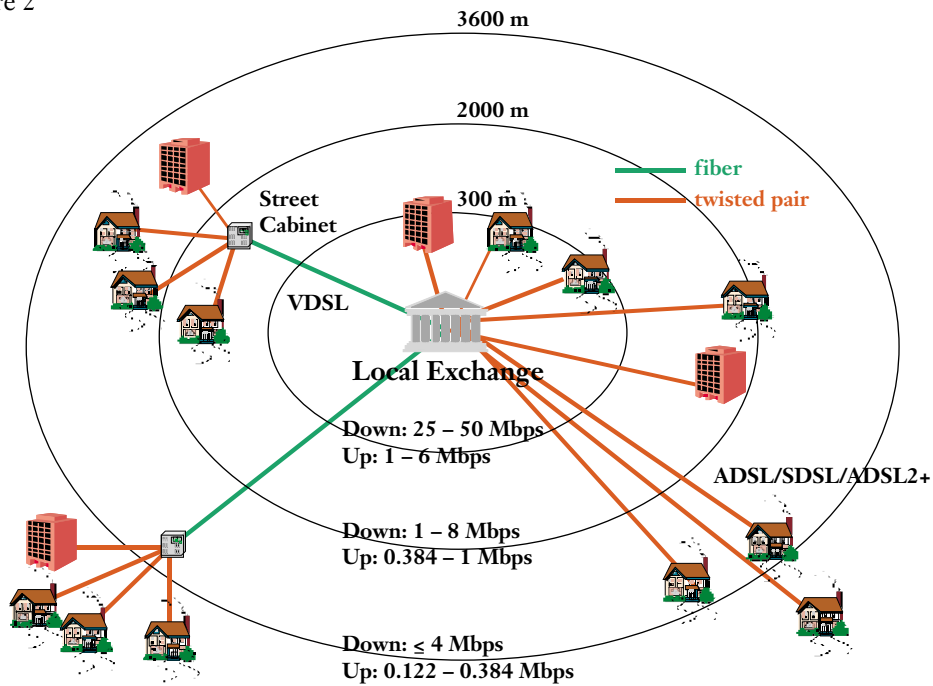 3600 m
2000 m
fiber
twisted pair
300 m
Street
Cabinet
VDSL
Local Exchange
Down: 25 – 50 Mbps
Up: 1 – 6 Mbps
ADSL/SDSL/ADSL2+
Down: 1 – 8 Mbps
Up: 0.384 – 1 Mbps
Down: ≤ 4 Mbps
Up: 0.122 – 0.384 Mbps